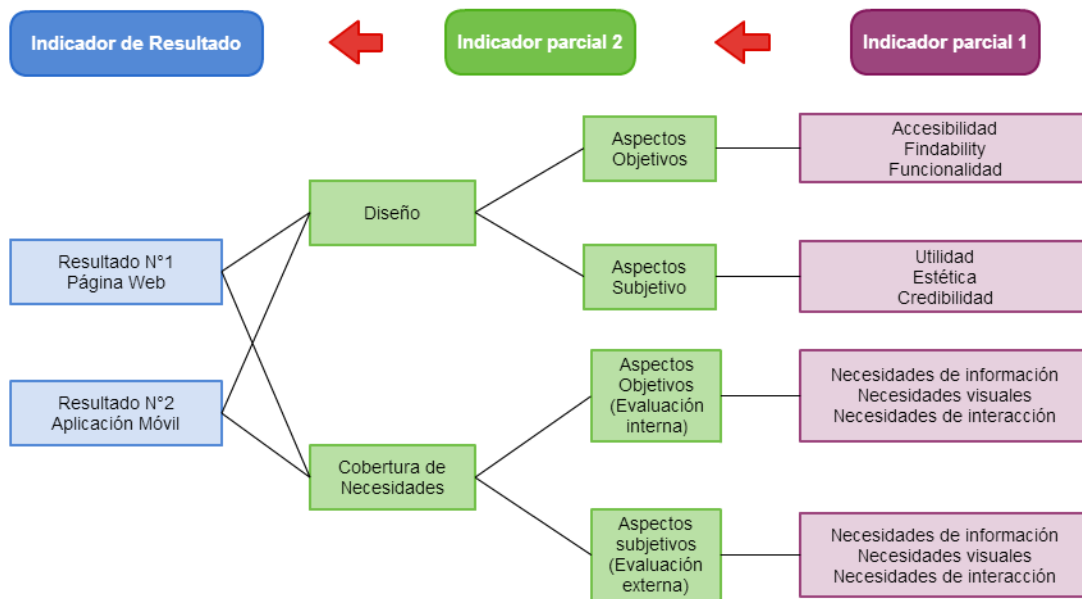 Indicador de Resultado
Indicador parcial 2
Indicador parcial 1
Resultado N°1
Página Web
Resultado N°2
Aplicación Móvil
Diseño
Cobertura de
Necesidades
Aspectos
Objetivos
Aspectos
Subjetivo
Aspectos
Objetivos
(Evaluación
interna)
Aspectos
subjetivos
(Evaluación
externa)
Accesibilidad
Findability
Funcionalidad
Utilidad
Estética
Credibilidad
Necesidades de información
Necesidades visuales
Necesidades de interacción
Necesidades de información
Necesidades visuales
Necesidades de interacción